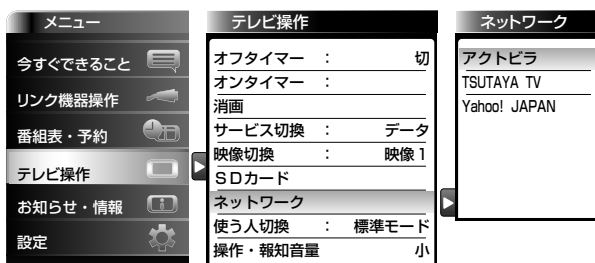 メニュー
今すぐできること
リンク機器操作
番組表・予約
テレビ操作
お知らせ・情報
設定
テレビ操作
オフタイマー : 切
オンタイマー :
消画
サービス切換 : データ
映像切換 : 映像1
SDカード
ネットワーク
使う人切換 : 標準モード
操作・報知音量 小
ネットワーク
アクトビラ
TSUTAYA TV
Yahoo! JAPAN